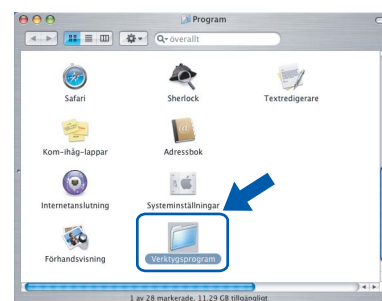 Program
överallt
Safari
Sherlock
Textredigerare
Kom-ihåg-lappar
Adressbok
Internetanslutning
Systeminställningar
Förhandsvisning
Verktygsprogram
1 av 28 markerade, 11.29 GB tillgängligt